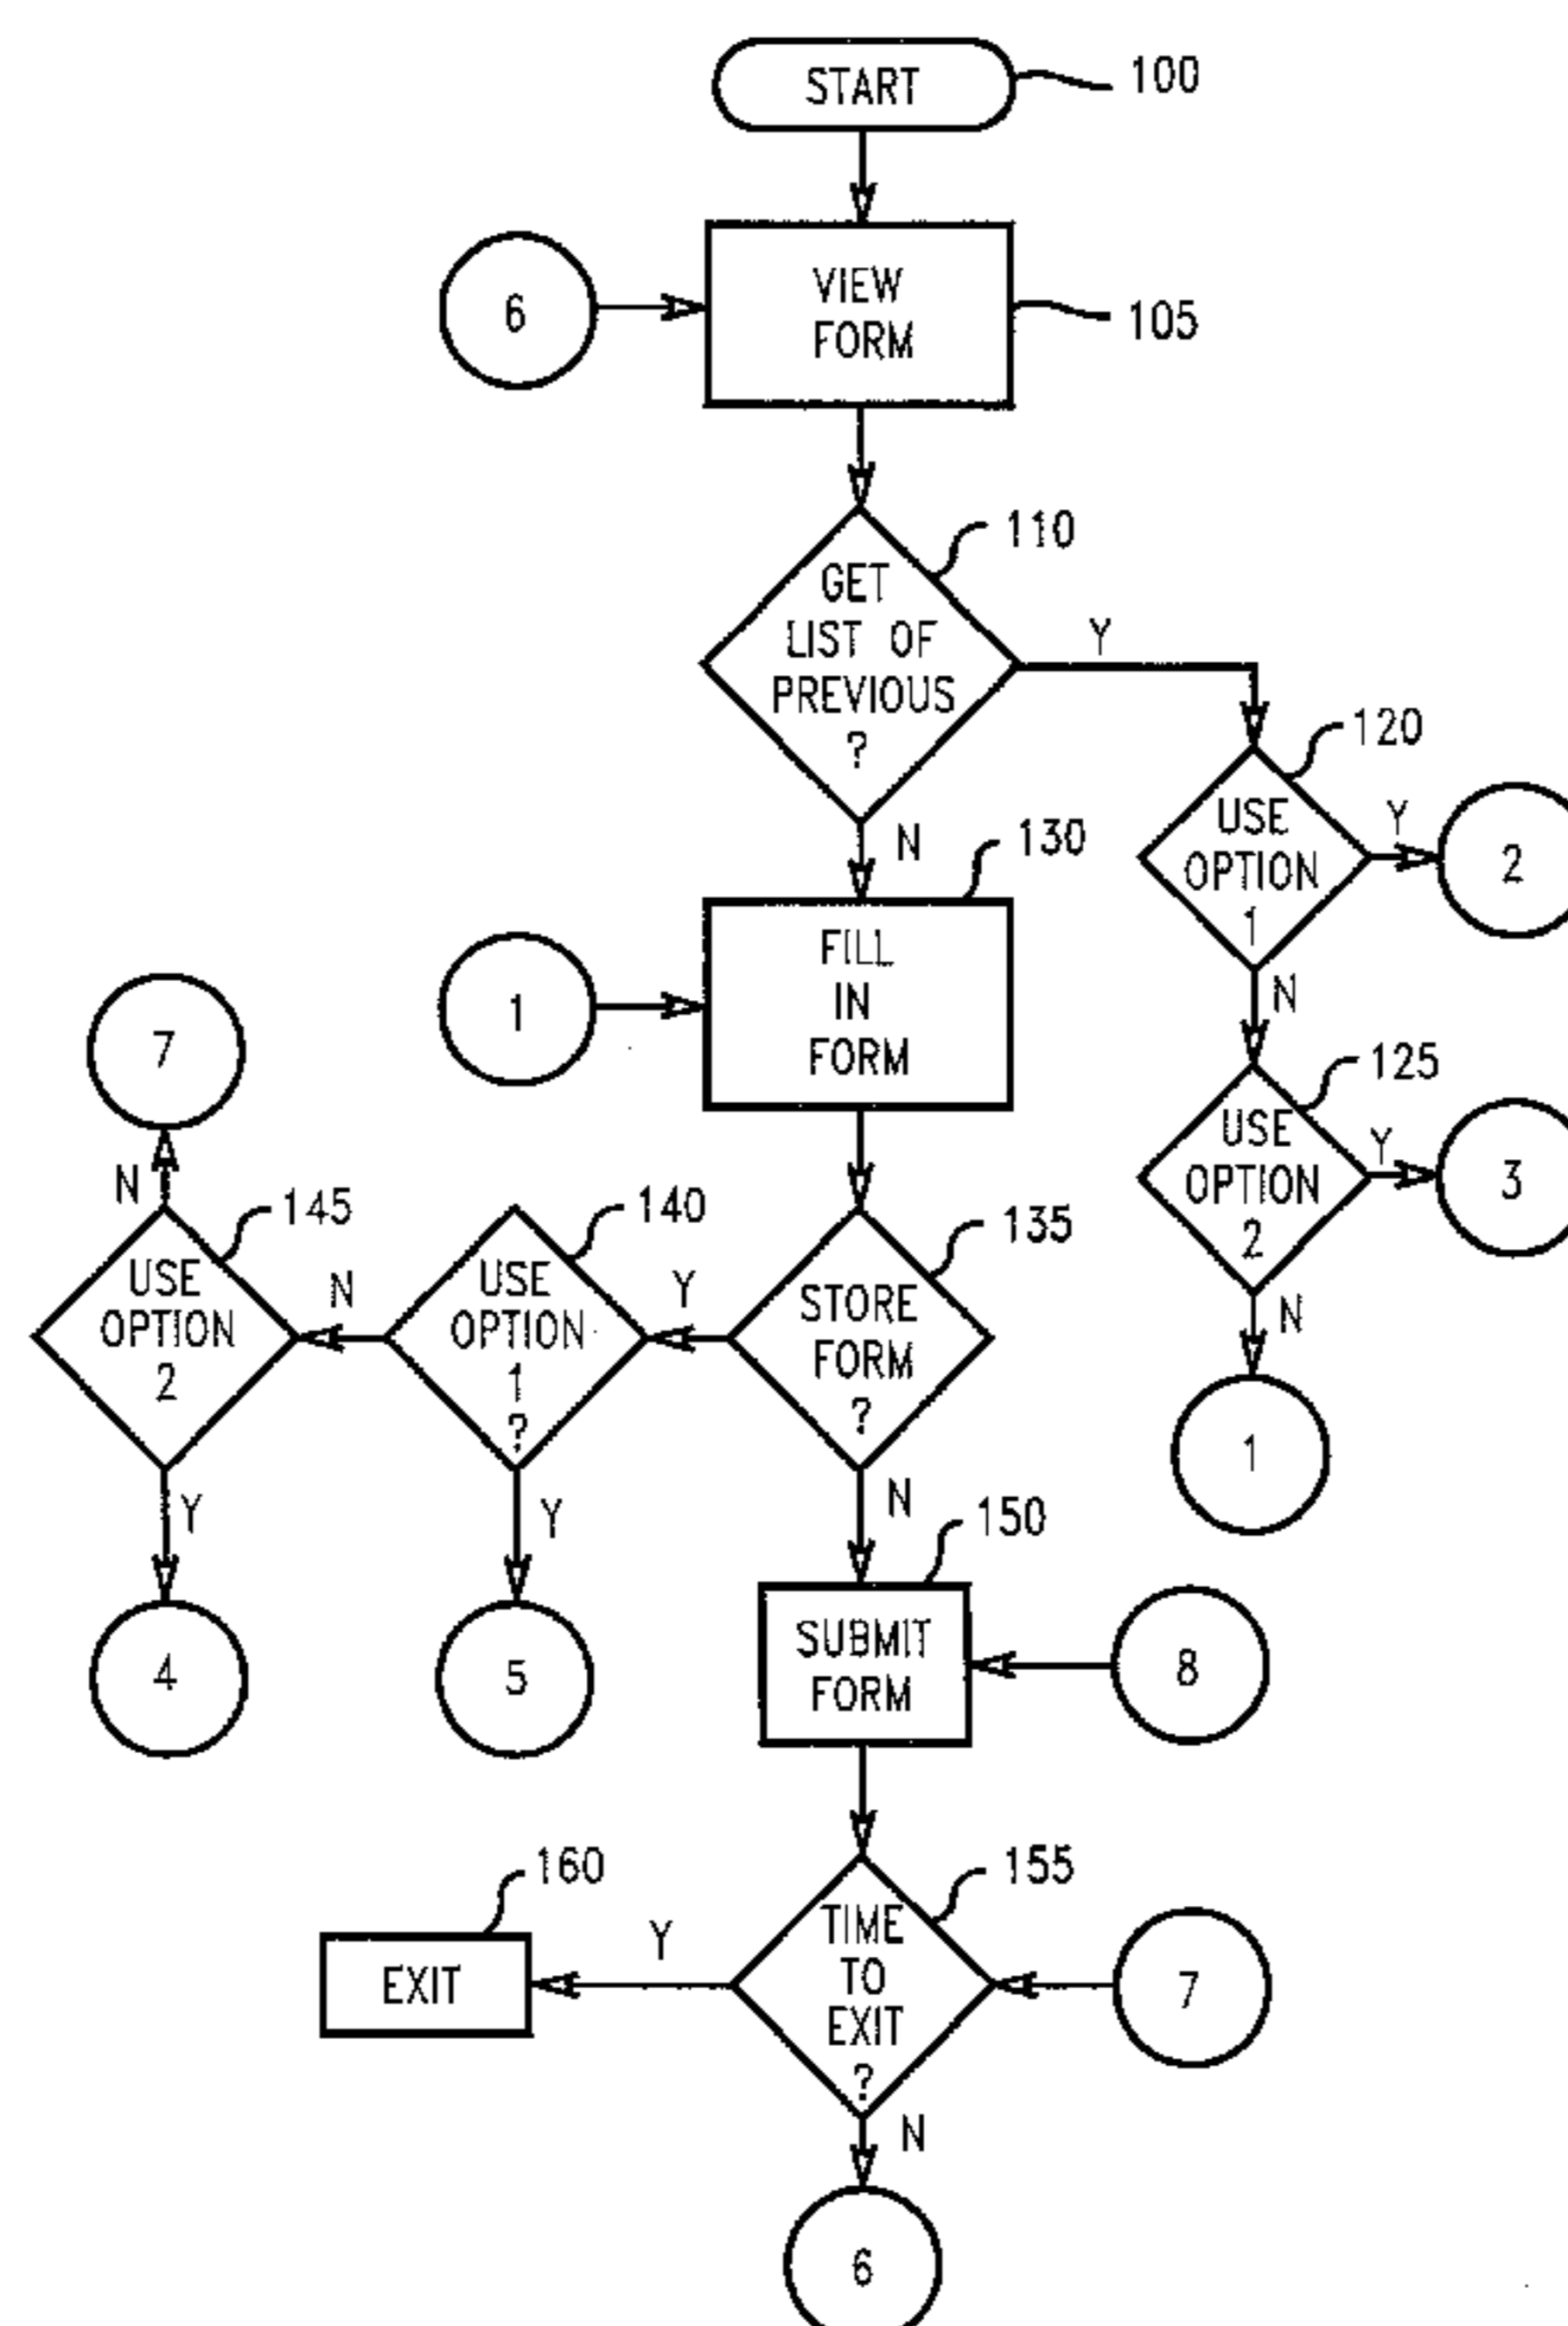 START
100
VIEW
FORM
105
6
GET
LIST OF
PREVIOUS
?
110
Y
N
120
USE
OPTION
1
Y
2
N
130
FILL
IN
FORM
1
125
USE
OPTION
2
Y
3
N
1
7
N
145
USE
OPTION
2
N
140
USE
OPTION
1
?
Y
135
STORE
FORM
?
Y
4
Y
5
N
150
SUBMIT
FORM
8
160
EXIT
Y
155
TIME
TO
EXIT
?
7
N
6